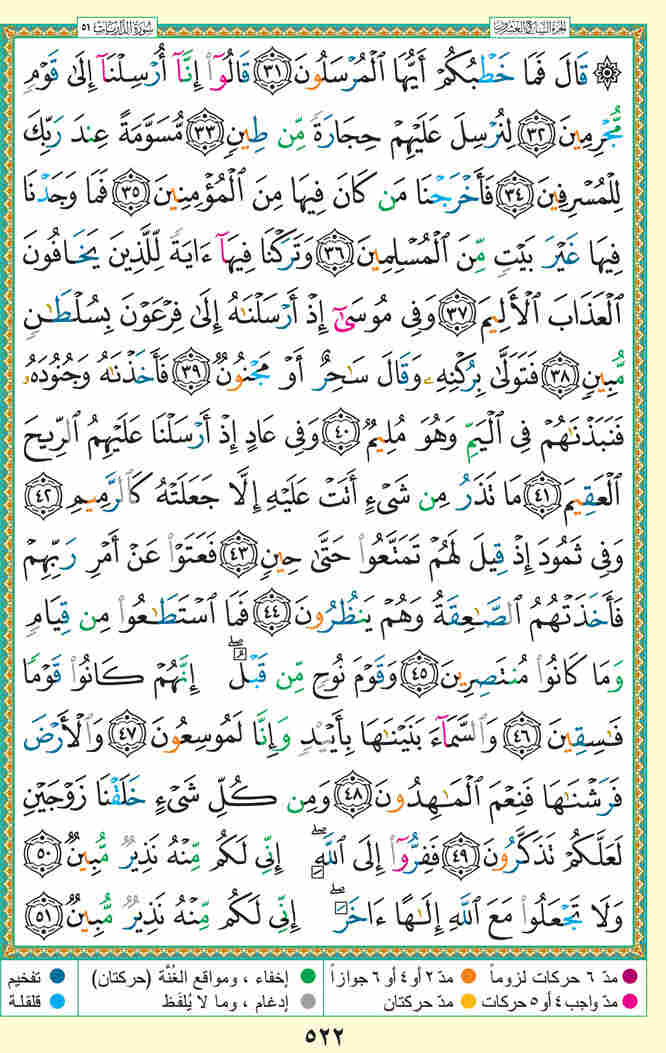 الجزء السابع والعشرون
سورة الذاريات ٥١
۞ قَالَ فَمَا خَطْبُكُمْ أَيُّهَا ٱلْمُرْسَلُونَ ٣١ قَالُوٓا۟ إِنَّآ أُرْسِلْنَآ إِلَىٰ قَوْمٍ
مُّجْرِمِينَ ٣٢ لِنُرْسِلَ عَلَيْهِمْ حِجَارَةً مِّن طِينٍ ٣٣ مُّسَوَّمَةً عِندَ رَبِّكَ
لِلْمُسْرِفِينَ ٣٤ فَأَخْرَجْنَا مَن كَانَ فِيهَا مِنَ ٱلْمُؤْمِنِينَ ٣٥ فَمَا وَجَدْنَا
فِيهَا غَيْرَ بَيْتٍ مِّنَ ٱلْمُسْلِمِينَ ٣٦ وَتَرَكْنَا فِيهَآ ءَايَةً لِّلَّذِينَ يَخَافُونَ
ٱلْعَذَابَ ٱلْأَلِيمَ ٣٧ وَفِى مُوسَىٰٓ إِذْ أَرْسَلْنَٰهُ إِلَىٰ فِرْعَوْنَ بِسُلْطَٰنٍ
مُّبِينٍ ٣٨ فَتَوَلَّىٰ بِرُكْنِهِۦ وَقَالَ سَٰحِرٌ أَوْ مَجْنُونٌ ٣٩ فَأَخَذْنَٰهُ وَجُنُودَهُۥ
فَنَبَذْنَٰهُمْ فِى ٱلْيَمِّ وَهُوَ مُلِيمٌ ٤٠ وَفِى عَادٍ إِذْ أَرْسَلْنَا عَلَيْهِمُ ٱلرِّيحَ
ٱلْعَقِيمَ ٤١ مَا تَذَرُ مِن شَىْءٍ أَتَتْ عَلَيْهِ إِلَّا جَعَلَتْهُ كَٱلرَّمِيمِ ٤٢
وَفِى ثَمُودَ إِذْ قِيلَ لَهُمْ تَمَتَّعُوا۟ حَتَّىٰ حِينٍ ٤٣ فَعَتَوْا۟ عَنْ أَمْرِ رَبِّهِمْ
فَأَخَذَتْهُمُ ٱلصَّٰعِقَةُ وَهُمْ يَنظُرُونَ ٤٤ فَمَا ٱسْتَطَٰعُوا۟ مِن قِيَامٍ
وَمَا كَانُوا۟ مُنتَصِرِينَ ٤٥ وَقَوْمَ نُوحٍ مِّن قَبْلُ ۖ إِنَّهُمْ كَانُوا۟ قَوْمًا
فَٰسِقِينَ ٤٦ وَٱلسَّمَآءَ بَنَيْنَٰهَا بِأَيْي۟دٍ وَإِنَّا لَمُوسِعُونَ ٤٧ وَٱلْأَرْضَ
فَرَشْنَٰهَا فَنِعْمَ ٱلْمَٰهِدُونَ ٤٨ وَمِن كُلِّ شَىْءٍ خَلَقْنَا زَوْجَيْنِ
لَعَلَّكُمْ تَذَكَّرُونَ ٤٩ فَفِرُّوٓا۟ إِلَى ٱللَّهِ ۖ إِنِّى لَكُم مِّنْهُ نَذِيرٌ مُّبِينٌ ٥٠
وَلَا تَجْعَلُوا۟ مَعَ ٱللَّهِ إِلَٰهًا ءَاخَرَ ۖ إِنِّى لَكُم مِّنْهُ نَذِيرٌ مُّبِينٌ ٥١
مدّ ٦ حركات لزوماً مدّ ٢ أو ٤ أو ٦ جوازاً إخفاء ، ومواقع الغُنَّة (حركتان) تفخيم
مدّ واجب ٤ أو ٥ حركات مدّ حركتان إدغام ، وما لا يُلفَظ قلقلة
٥٢٢